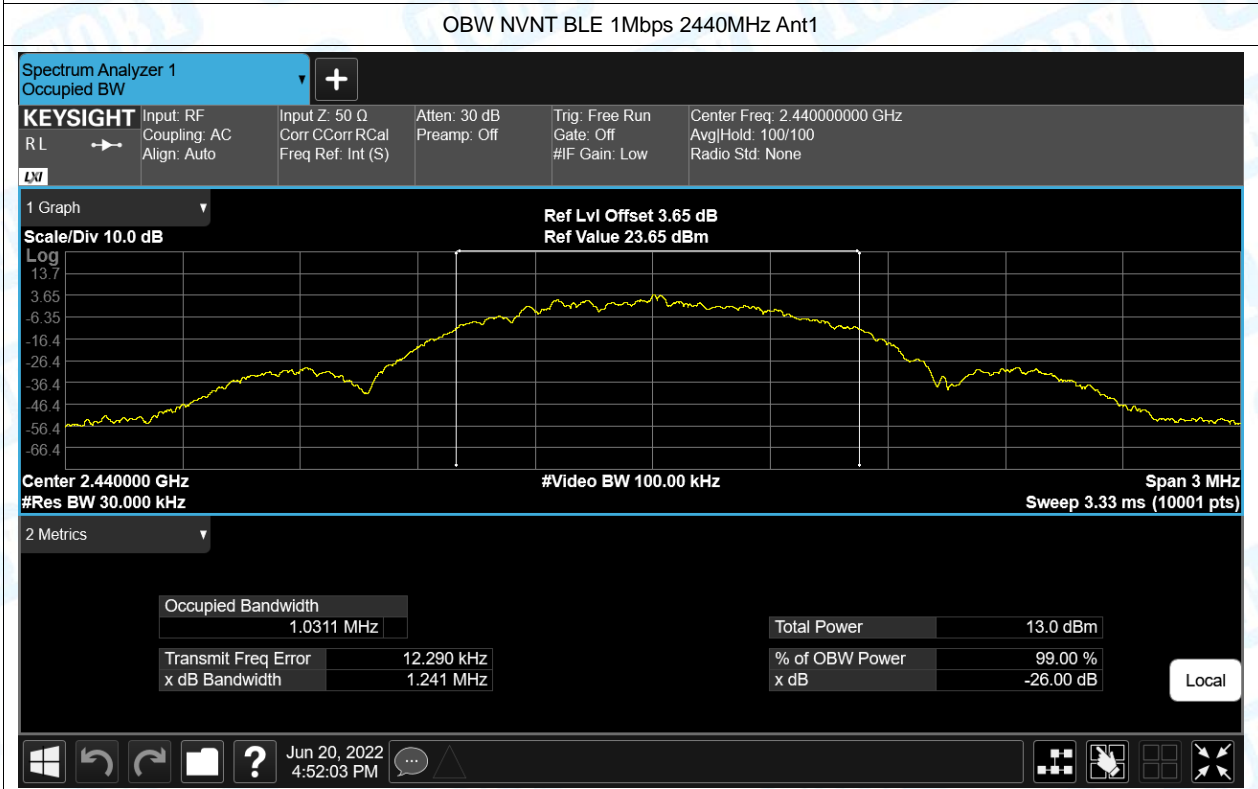 OBW NVNT BLE 1Mbps 2440MHz Ant1
Spectrum Analyzer 1
Occupied BW
KEYSIGHT
RL
LXI
Input: RF
Coupling: AC
Align: Auto
Input Z: 50 Ω
Corr CCorr RCal
Freq Ref: Int (S)
Atten: 30 dB
Preamp: Off
Trig: Free Run
Gate: Off
#IF Gain: Low
Center Freq: 2.440000000 GHz
Avg|Hold: 100/100
Radio Std: None
1 Graph
Scale/Div 10.0 dB
Ref Lvl Offset 3.65 dB
Ref Value 23.65 dBm
Log
13.7
3.65
-6.35
-16.4
-26.4
-36.4
-46.4
-56.4
-66.4
Center 2.440000 GHz
#Res BW 30.000 kHz
#Video BW 100.00 kHz
Span 3 MHz
Sweep 3.33 ms (10001 pts)
2 Metrics
Occupied Bandwidth
1.0311 MHz
Transmit Freq Error 12.290 kHz
x dB Bandwidth 1.241 MHz
Total Power 13.0 dBm
% of OBW Power 99.00 %
x dB -26.00 dB
Local
?
Jun 20, 2022
4:52:03 PM